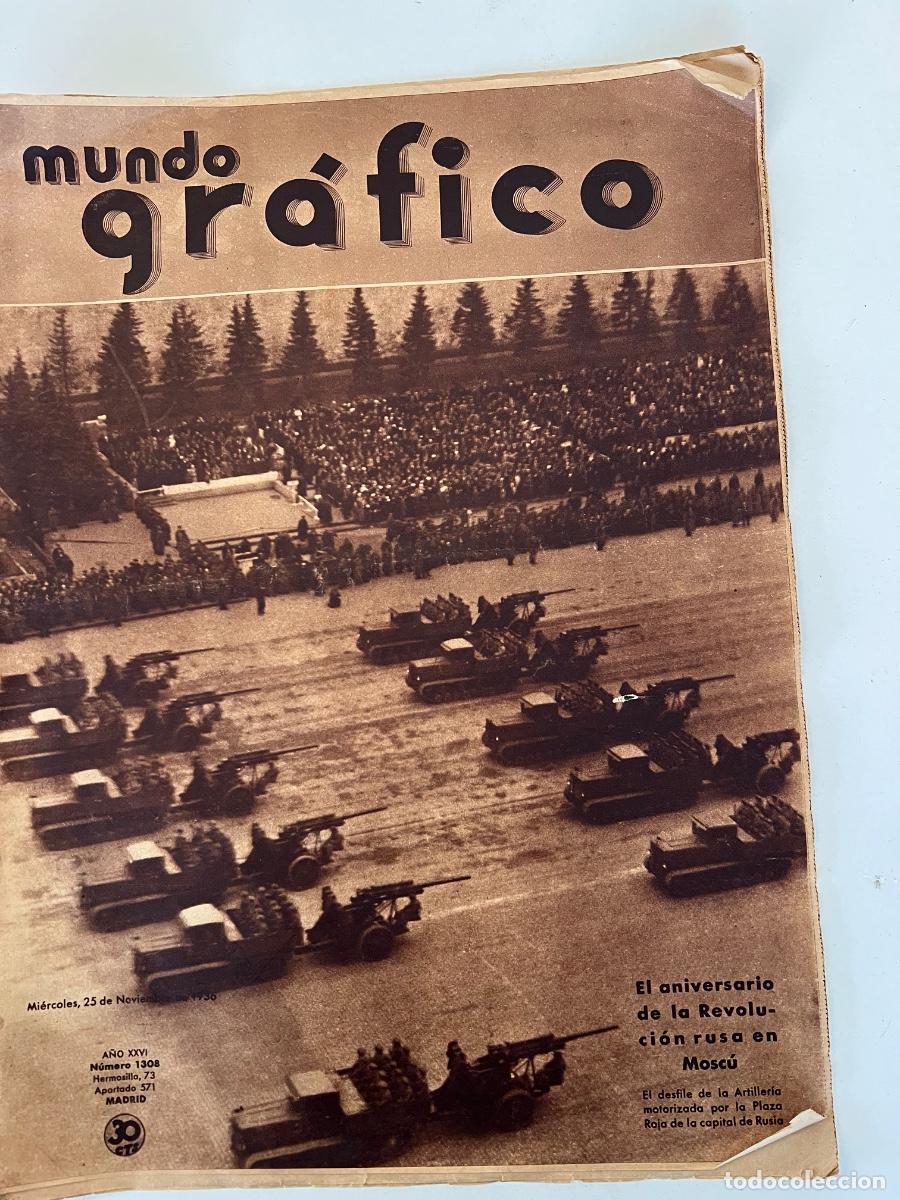 mundo
gráfico
Miércoles, 25 de Noviembre de 1936
AÑO XXVI
Número 1308
Hermosilla, 73
Apartado 571
MADRID
30
CTS
El aniversario
de la Revolu-
ción rusa en
Moscú
El desfile de la Artillería
motorizada por la Plaza
Roja de la capital de Rusia
todocoleccion